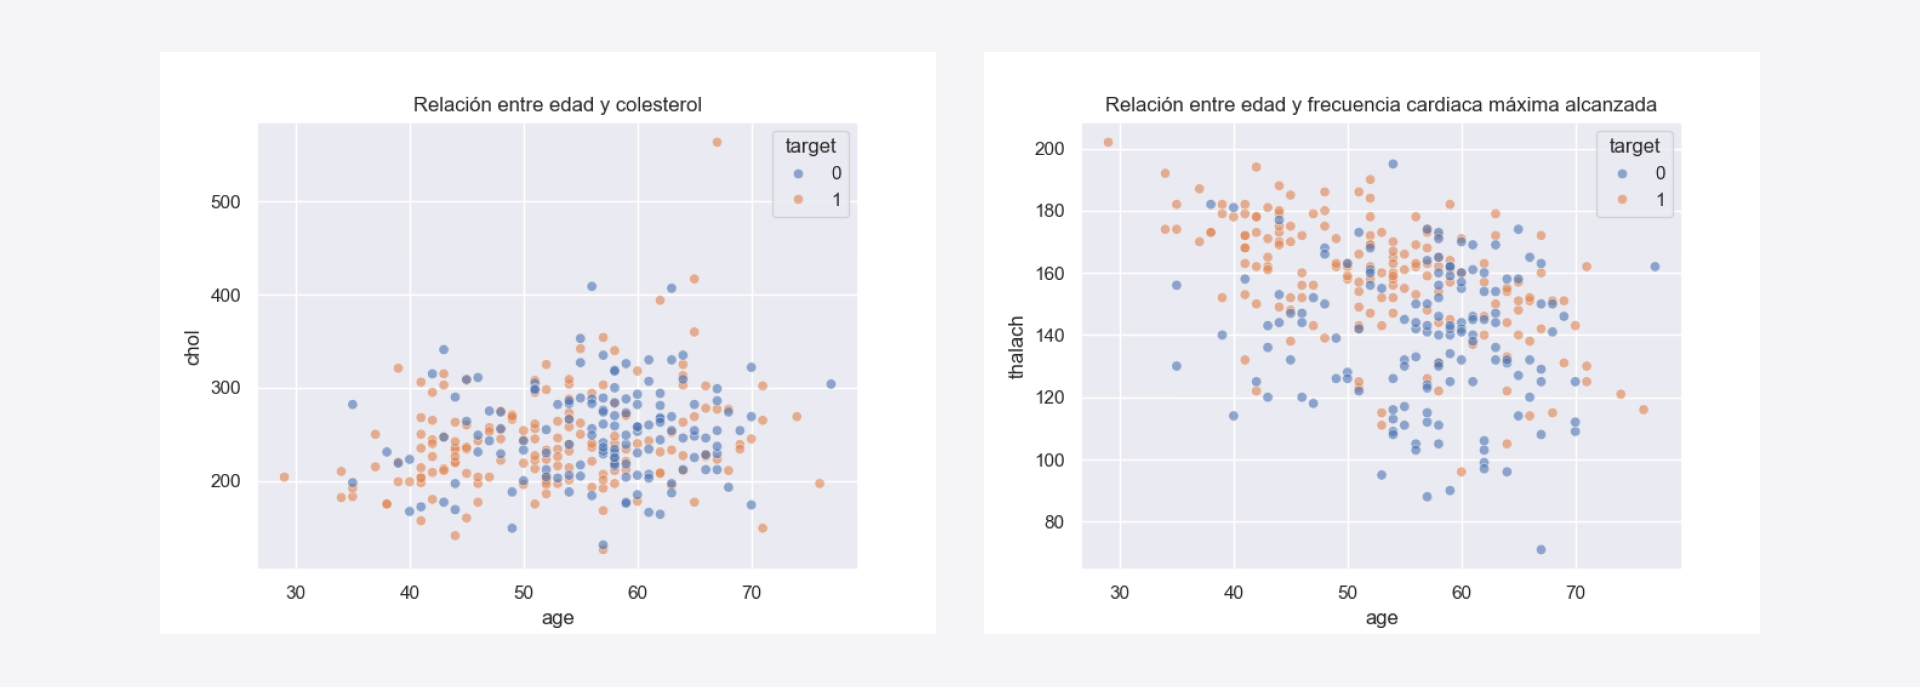 Relación entre edad y colesterol
target
0
1
500
400
300
200
chol
30 40 50 60 70
age
Relación entre edad y frecuencia cardiaca máxima alcanzada
target
0
1
200
180
160
140
120
100
80
thalach
30 40 50 60 70
age